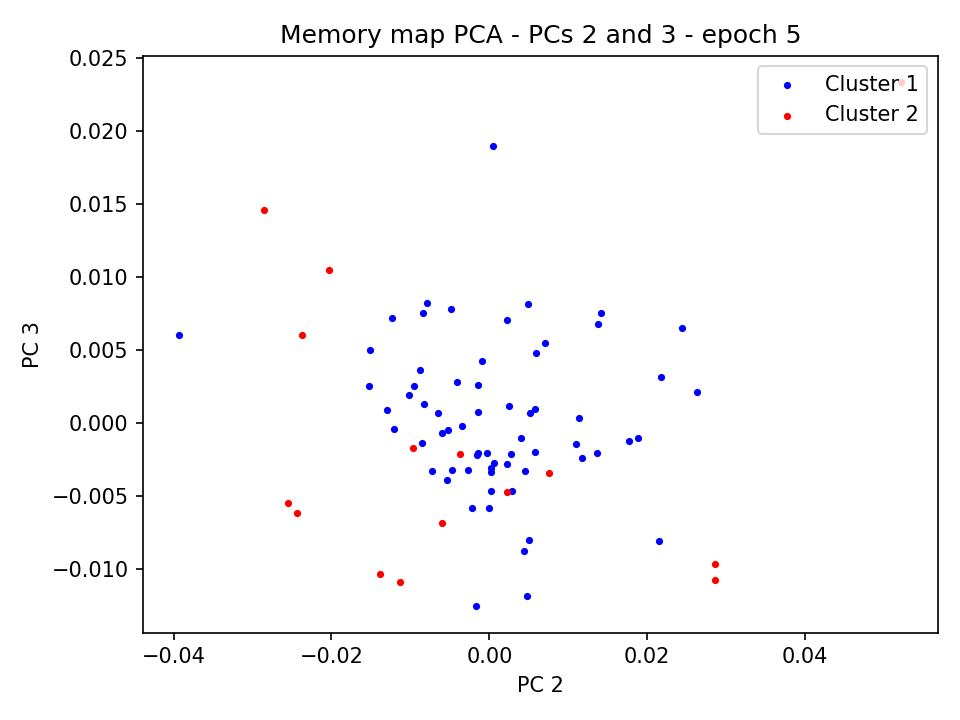 Memory map PCA - PCs 2 and 3 - epoch 5
0.025
0.020
0.015
0.010
0.005
0.000
−0.005
−0.010
PC 3
Cluster 1
Cluster 2
−0.04
−0.02
0.00
0.02
0.04
PC 2